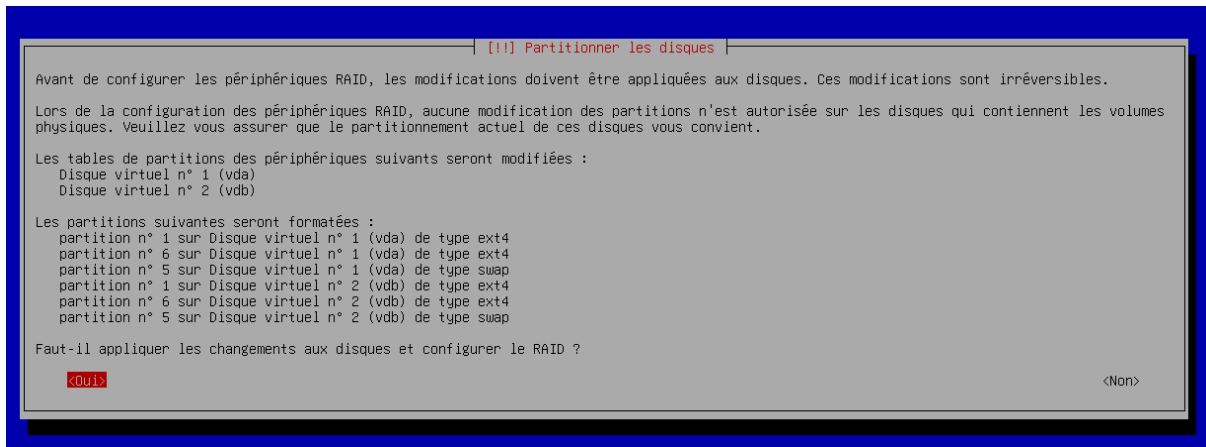 [!!] Partitionner les disques
Avant de configurer les périphériques RAID, les modifications doivent être appliquées aux disques. Ces modifications sont irréversibles.
Lors de la configuration des périphériques RAID, aucune modification des partitions n'est autorisée sur les disques qui contiennent les volumes
physiques. Veuillez vous assurer que le partitionnement actuel de ces disques vous convient.
Les tables de partitions des périphériques suivants seront modifiées :
Disque virtuel n° 1 (vda)
Disque virtuel n° 2 (vdb)
Les partitions suivantes seront formatées :
partition n° 1 sur Disque virtuel n° 1 (vda) de type ext4
partition n° 6 sur Disque virtuel n° 1 (vda) de type ext4
partition n° 5 sur Disque virtuel n° 1 (vda) de type swap
partition n° 1 sur Disque virtuel n° 2 (vdb) de type ext4
partition n° 6 sur Disque virtuel n° 2 (vdb) de type ext4
partition n° 5 sur Disque virtuel n° 2 (vdb) de type swap
Faut-il appliquer les changements aux disques et configurer le RAID ?
<Oui> <Non>